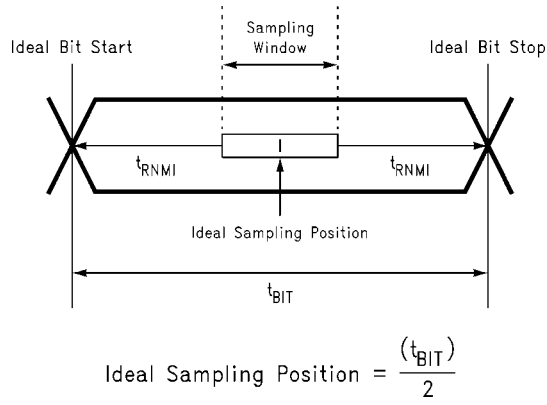 Sampling
Window
Ideal Bit Start
Ideal Bit Stop
t_RNMI
t_RNMI
Ideal Sampling Position
t_BIT
Ideal Sampling Position = (t_BIT) / 2